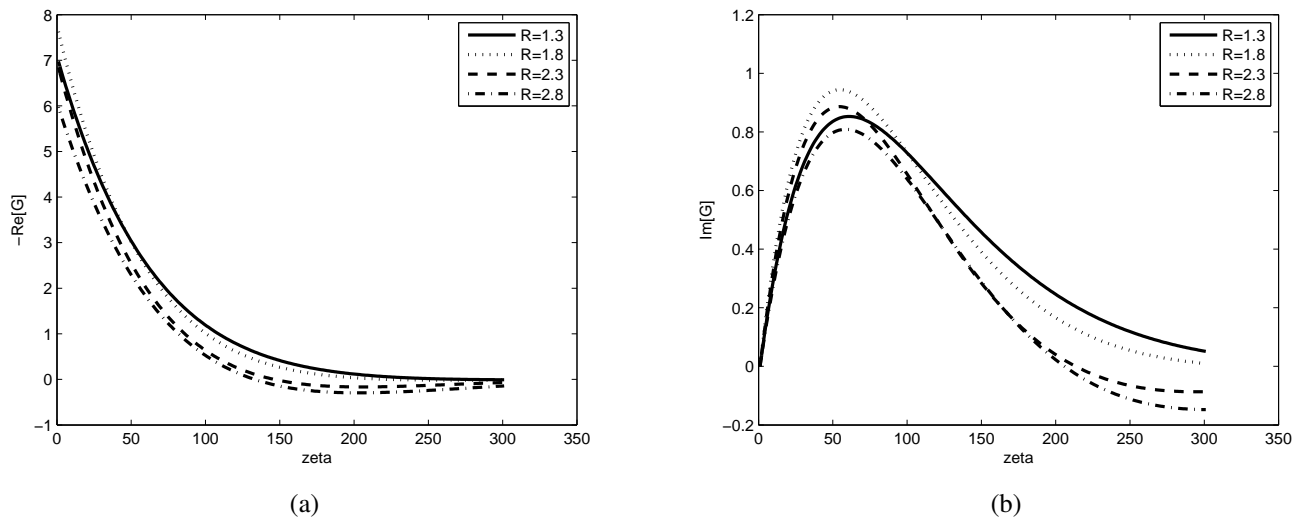 8
7
6
5
4
3
2
1
0
−1
−Re[G]
0 50 100 150 200 250 300 350
zeta
R=1.3
R=1.8
R=2.3
R=2.8
(a)
1.2
1
0.8
0.6
0.4
0.2
0
−0.2
Im[G]
0 50 100 150 200 250 300 350
zeta
R=1.3
R=1.8
R=2.3
R=2.8
(b)